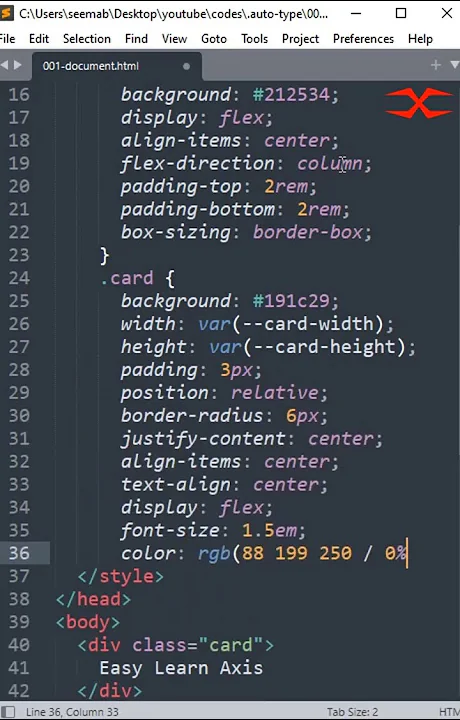 C:\Users\seemab\Desktop\youtube\codes\.auto-type\00...
File Edit Selection Find View Goto Tools Project Preferences Help
001-document.html
16 background: #212534;
17 display: flex;
18 align-items: center;
19 flex-direction: column;
20 padding-top: 2rem;
21 padding-bottom: 2rem;
22 box-sizing: border-box;
23 }
24 .card {
25 background: #191c29;
26 width: var(--card-width);
27 height: var(--card-height);
28 padding: 3px;
29 position: relative;
30 border-radius: 6px;
31 justify-content: center;
32 align-items: center;
33 text-align: center;
34 display: flex;
35 font-size: 1.5em;
36 color: rgb(88 199 250 / 0%
37 </style>
38 </head>
39 <body>
40 <div class="card">
41 Easy Learn Axis
42 </div>
Line 36, Column 33 Tab Size: 2 HTM